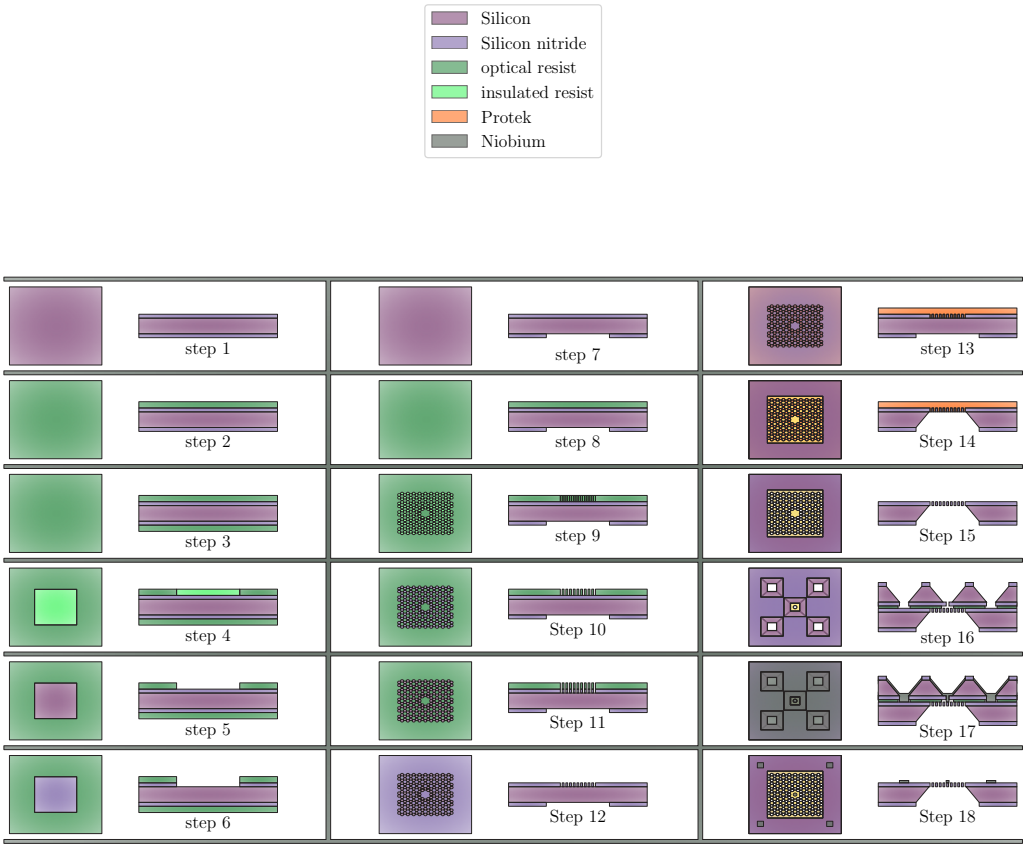 Silicon
Silicon nitride
optical resist
insulated resist
Protek
Niobium
step 1
step 7
step 13
step 2
step 8
Step 14
step 3
step 9
Step 15
step 4
Step 10
step 16
step 5
Step 11
Step 17
step 6
Step 12
Step 18